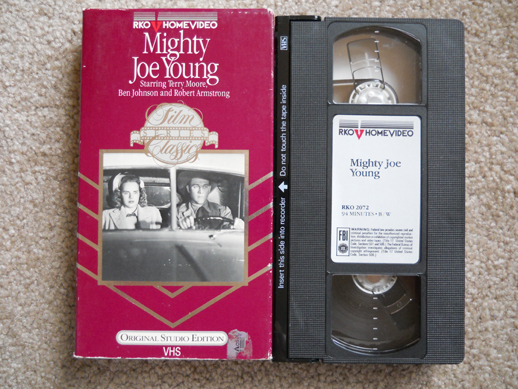 RKO HOMEVIDEO
Mighty
Joe Young
Starring Terry Moore,
Ben Johnson and Robert Armstrong
Film
Classic
ORIGINAL STUDIO EDITION
VHS
VHS
Insert this side into recorder
Do not touch the tape inside
RKO HOMEVIDEO
Mighty Joe
Young
RKO 2072
94 MINUTES • B/W
FBI